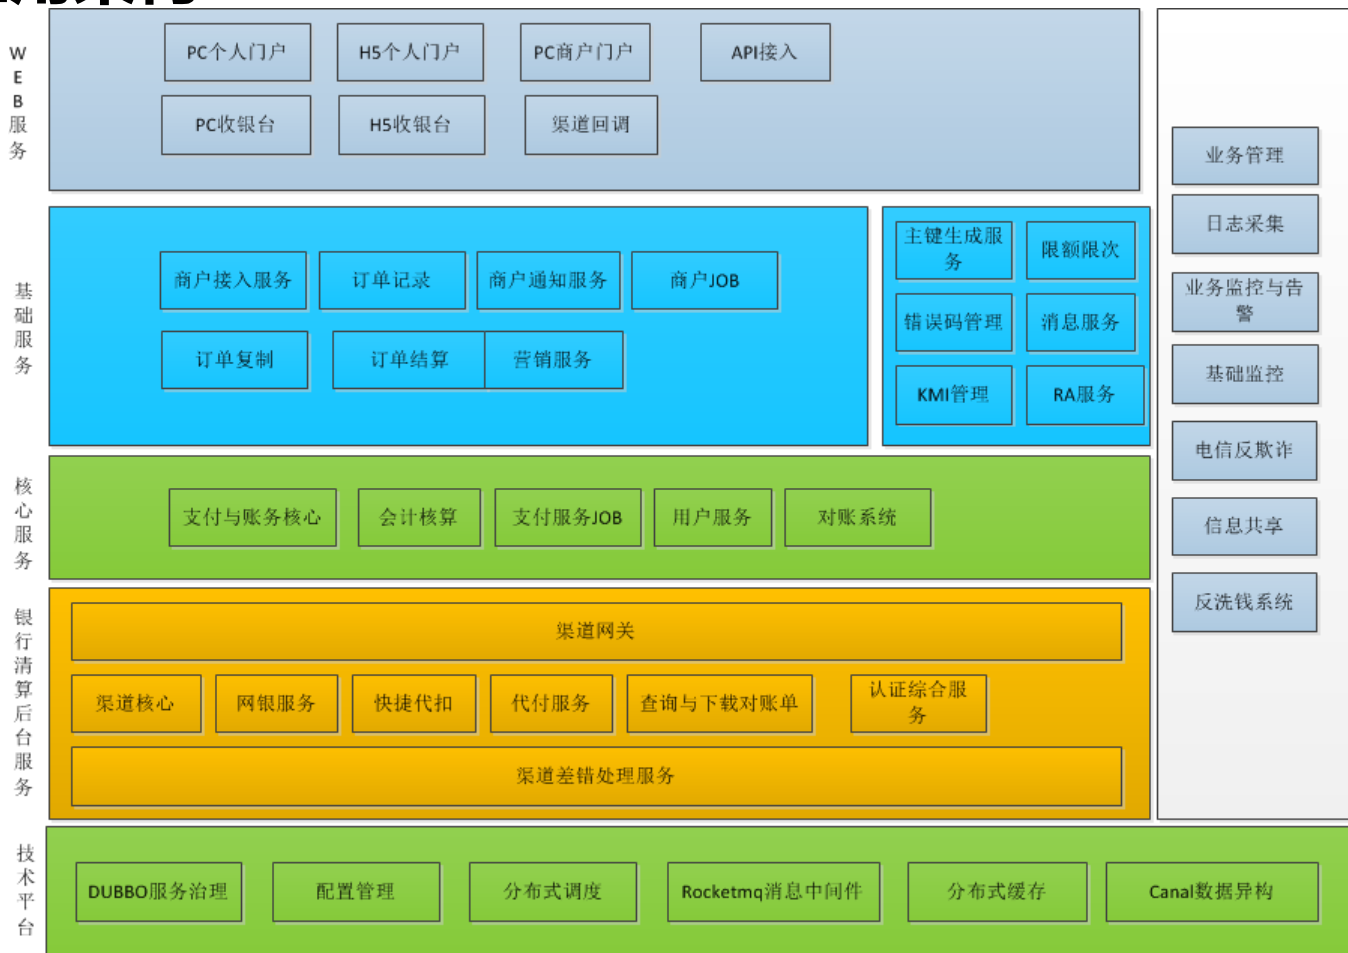 WEB服务
PC个人门户
H5个人门户
PC商户门户
API接入
PC收银台
H5收银台
渠道回调
基础服务
商户接入服务
订单记录
商户通知服务
商户JOB
订单复制
订单结算
营销服务
主键生成服
务
限额限次
错误码管理
消息服务
KMI管理
RA服务
核心服务
支付与账务核心
会计核算
支付服务JOB
用户服务
对账系统
银行清算后台服务
渠道网关
渠道核心
网银服务
快捷代扣
代付服务
查询与下载对账单
认证综合服
务
渠道差错处理服务
业务管理
日志采集
业务监控与告
警
基础监控
电信反欺诈
信息共享
反洗钱系统
技术平台
DUBBO服务治理
配置管理
分布式调度
Rocketmq消息中间件
分布式缓存
Canal数据异构